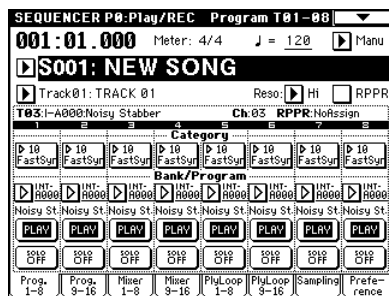 SEQUENCER P0:Play/REC Program T01-08
001:01.000 Meter: 4/4 ♩ = 120 Manu
S001: NEW SONG
Track01: TRACK 01 Reso: Hi RPPR
T03:I-A000:Noisy Stabber Ch:03 RPPR:NoAssign
1 2 3 4 5 6 7 8
Category
10 10 10 10 10 10 10 10
FastSyn FastSyn FastSyn FastSyn FastSyn FastSyn FastSyn FastSyn
Bank/Program
INT- INT- INT- INT- INT- INT- INT- INT-
A000 A000 A000 A000 A000 A000 A000 A000
Noisy St. Noisy St. Noisy St. Noisy St. Noisy St. Noisy St. Noisy St. Noisy St.
PLAY PLAY PLAY PLAY PLAY PLAY PLAY PLAY
SOLO SOLO SOLO SOLO SOLO SOLO SOLO SOLO
OFF OFF OFF OFF OFF OFF OFF OFF
Prog. Prog. Mixer Mixer PlyLoop PlyLoop Sampling Prefe-
1-8 9-16 1-8 9-16 1-8 9-16 rence